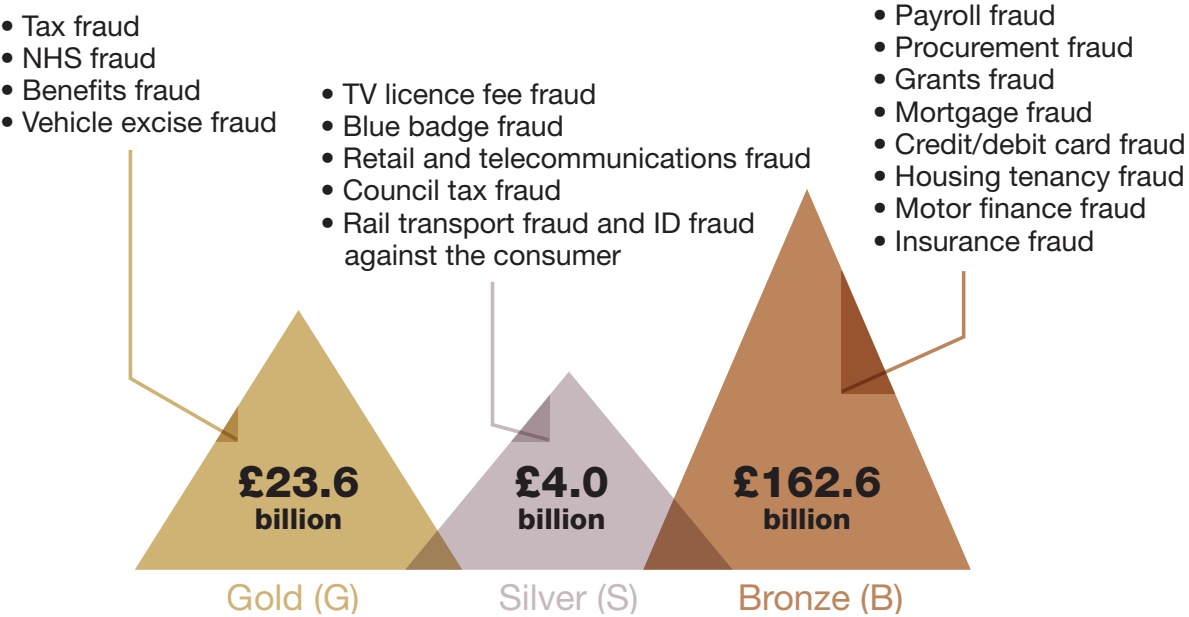 • Tax fraud
• NHS fraud
• Benefits fraud
• Vehicle excise fraud
• TV licence fee fraud
• Blue badge fraud
• Retail and telecommunications fraud
• Council tax fraud
• Rail transport fraud and ID fraud
against the consumer
• Payroll fraud
• Procurement fraud
• Grants fraud
• Mortgage fraud
• Credit/debit card fraud
• Housing tenancy fraud
• Motor finance fraud
• Insurance fraud
£23.6
billion
£4.0
billion
£162.6
billion
Gold (G)
Silver (S)
Bronze (B)